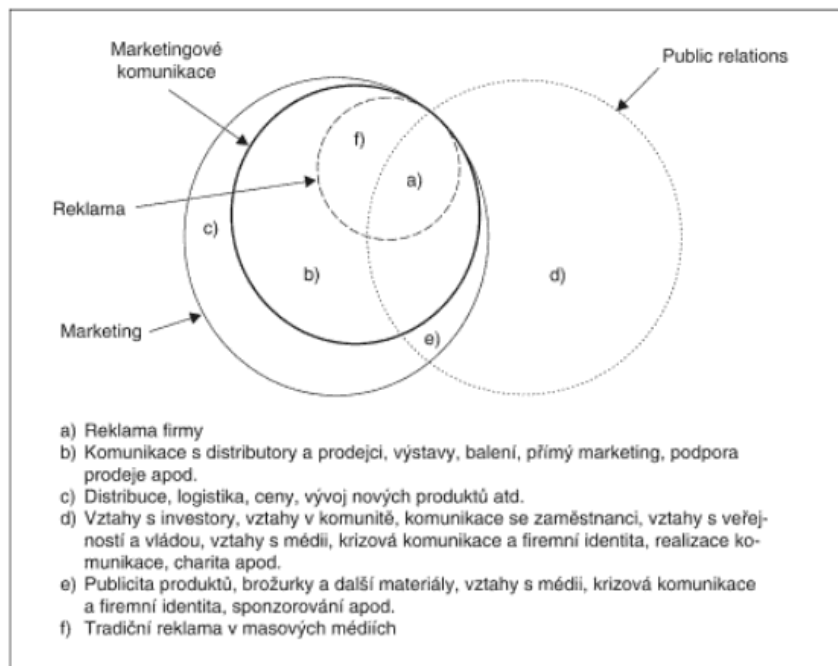 Marketingové
komunikace
Public relations
f)
a)
Reklama
c)
b)
d)
Marketing
e)
a) Reklama firmy
b) Komunikace s distributory a prodejci, výstavy, balení, přímý marketing, podpora
prodeje apod.
c) Distribuce, logistika, ceny, vývoj nových produktů atd.
d) Vztahy s investory, vztahy v komunitě, komunikace se zaměstnanci, vztahy s veřej-
ností a vládou, vztahy s médii, krizová komunikace a firemní identita, realizace ko-
munikace, charita apod.
e) Publicita produktů, brožurky a další materiály, vztahy s médii, krizová komunikace
a firemní identita, sponzorování apod.
f) Tradiční reklama v masových médiích